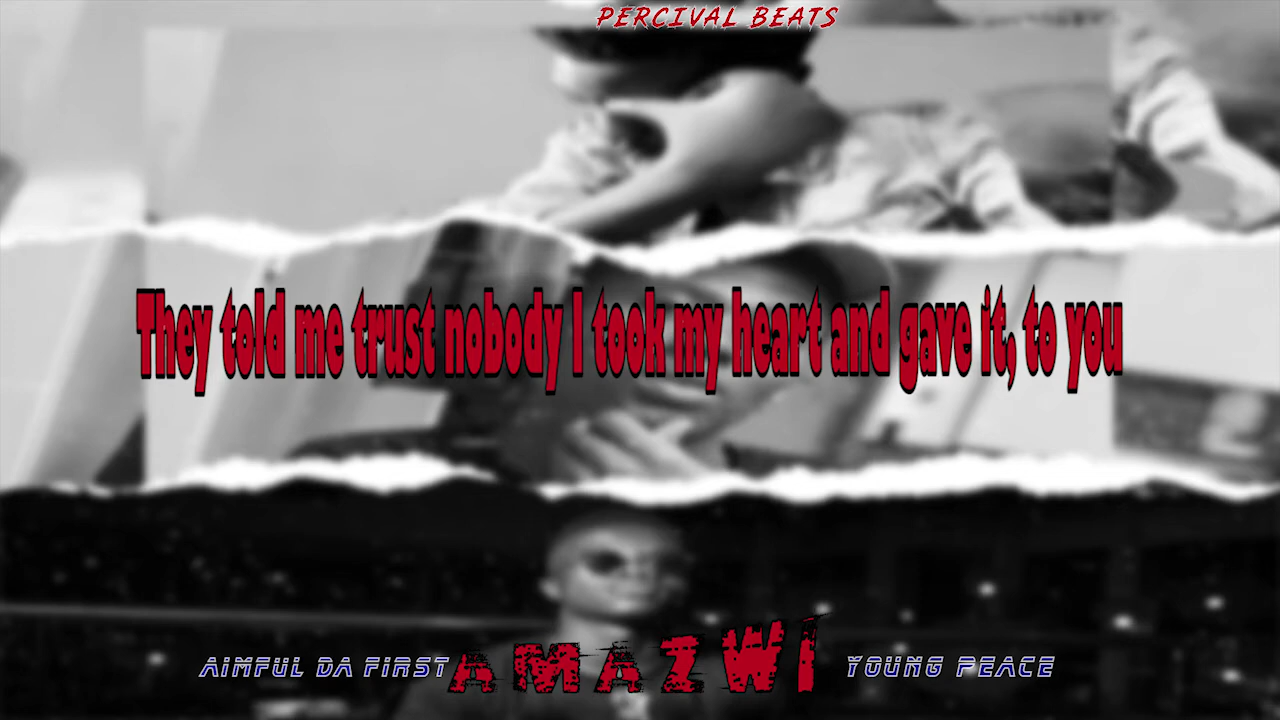 PERCIVAL BEATS
They told me trust nobody I took my heart and gave it, to you
AIMFUL DA FIRST AMAZWI YOUNG PEACE